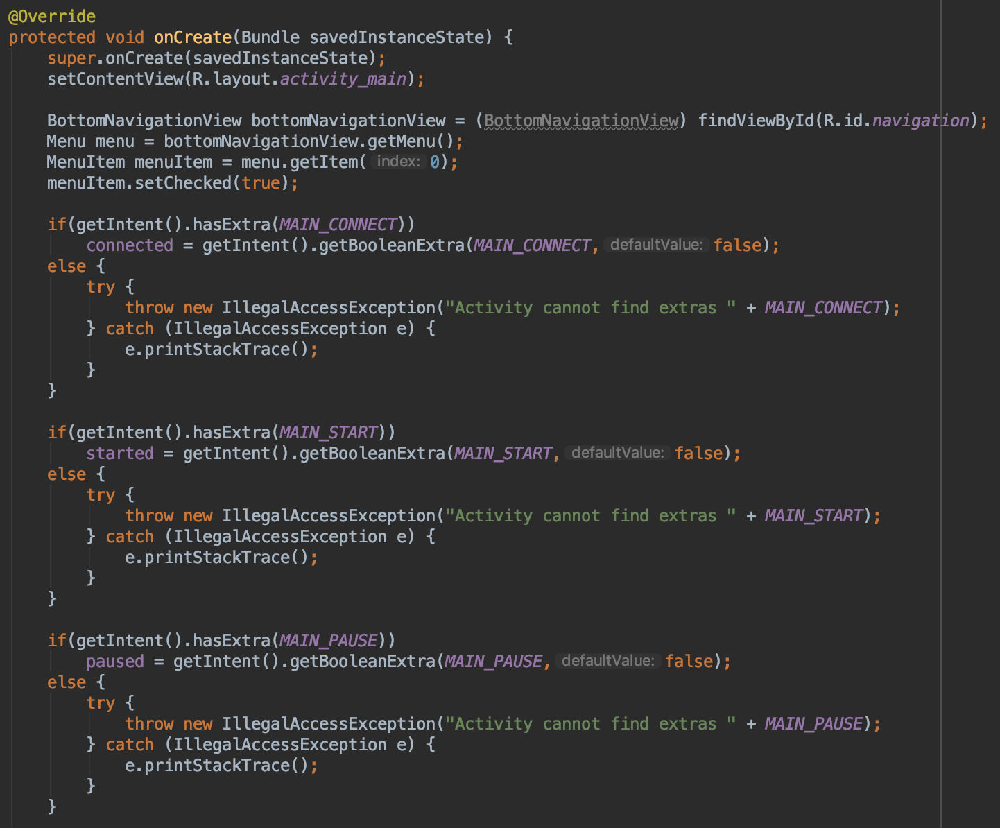 @Override
protected void onCreate(Bundle savedInstanceState) {
    super.onCreate(savedInstanceState);
    setContentView(R.layout.activity_main);

    BottomNavigationView bottomNavigationView = (BottomNavigationView) findViewById(R.id.navigation);
    Menu menu = bottomNavigationView.getMenu();
    MenuItem menuItem = menu.getItem( index: 0);
    menuItem.setChecked(true);

    if(getIntent().hasExtra(MAIN_CONNECT))
        connected = getIntent().getBooleanExtra(MAIN_CONNECT, defaultValue: false);
    else {
        try {
            throw new IllegalAccessException("Activity cannot find extras " + MAIN_CONNECT);
        } catch (IllegalAccessException e) {
            e.printStackTrace();
        }
    }

    if(getIntent().hasExtra(MAIN_START))
        started = getIntent().getBooleanExtra(MAIN_START, defaultValue: false);
    else {
        try {
            throw new IllegalAccessException("Activity cannot find extras " + MAIN_START);
        } catch (IllegalAccessException e) {
            e.printStackTrace();
        }
    }

    if(getIntent().hasExtra(MAIN_PAUSE))
        paused = getIntent().getBooleanExtra(MAIN_PAUSE, defaultValue: false);
    else {
        try {
            throw new IllegalAccessException("Activity cannot find extras " + MAIN_PAUSE);
        } catch (IllegalAccessException e) {
            e.printStackTrace();
        }
    }